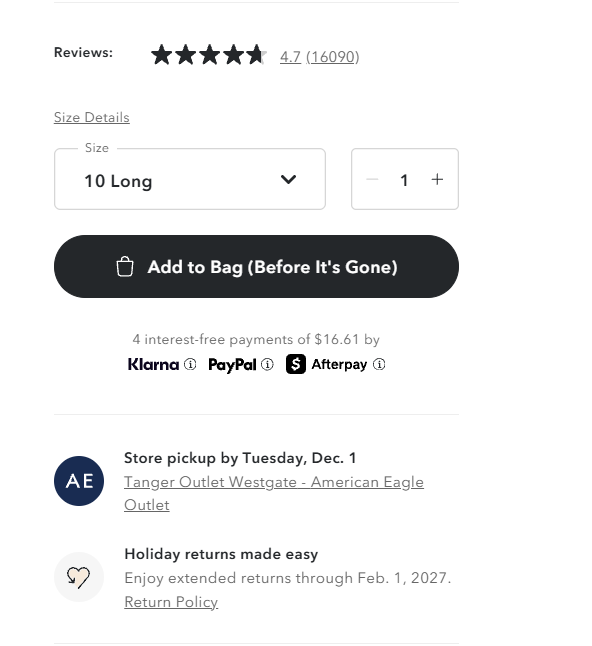 Reviews: 4.7 (16090)
Size Details
Size
10 Long
− 1 +
Add to Bag (Before It's Gone)
4 interest-free payments of $16.61 by
Klarna ⓘ PayPal ⓘ $ Afterpay ⓘ
AE
Store pickup by Tuesday, Dec. 1
Tanger Outlet Westgate - American Eagle
Outlet
Holiday returns made easy
Enjoy extended returns through Feb. 1, 2027.
Return Policy